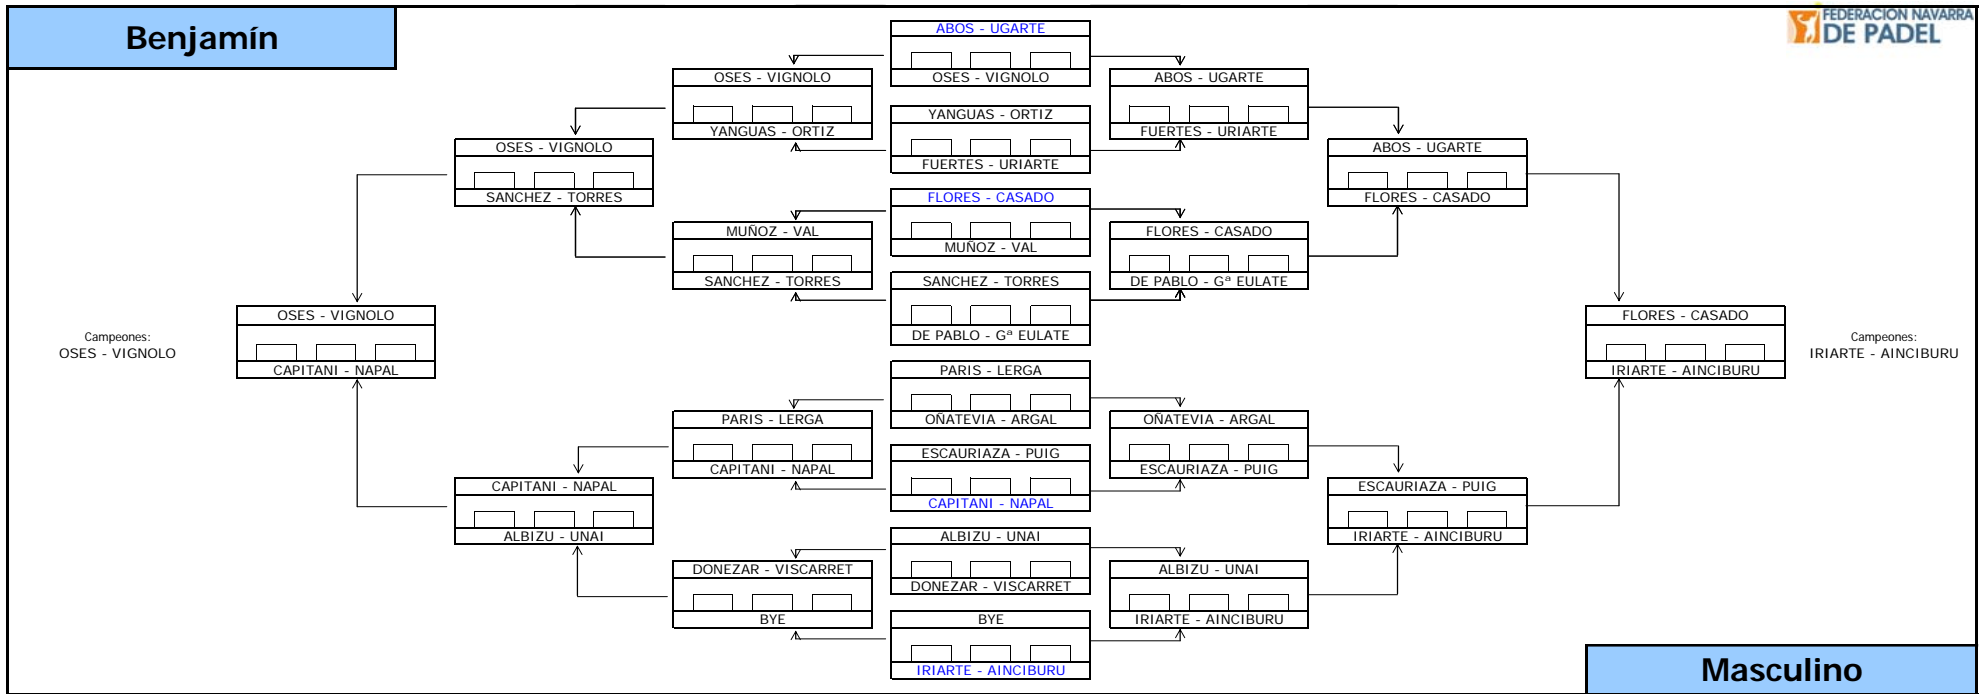 Benjamín
FEDERACION NAVARRA
DE PADEL
ABOS - UGARTE
OSES - VIGNOLO
YANGUAS - ORTIZ
FUERTES - URIARTE
FLORES - CASADO
MUÑOZ - VAL
SANCHEZ - TORRES
DE PABLO - Gª EULATE
PARIS - LERGA
OÑATEVIA - ARGAL
ESCAURIAZA - PUIG
CAPITANI - NAPAL
ALBIZU - UNAI
DONEZAR - VISCARRET
BYE
IRIARTE - AINCIBURU
OSES - VIGNOLO
YANGUAS - ORTIZ
MUÑOZ - VAL
SANCHEZ - TORRES
PARIS - LERGA
CAPITANI - NAPAL
DONEZAR - VISCARRET
BYE
OSES - VIGNOLO
SANCHEZ - TORRES
CAPITANI - NAPAL
ALBIZU - UNAI
OSES - VIGNOLO
CAPITANI - NAPAL
Campeones:
OSES - VIGNOLO
ABOS - UGARTE
FUERTES - URIARTE
FLORES - CASADO
DE PABLO - Gª EULATE
OÑATEVIA - ARGAL
ESCAURIAZA - PUIG
ALBIZU - UNAI
IRIARTE - AINCIBURU
ABOS - UGARTE
FLORES - CASADO
ESCAURIAZA - PUIG
IRIARTE - AINCIBURU
FLORES - CASADO
IRIARTE - AINCIBURU
Campeones:
IRIARTE - AINCIBURU
Masculino